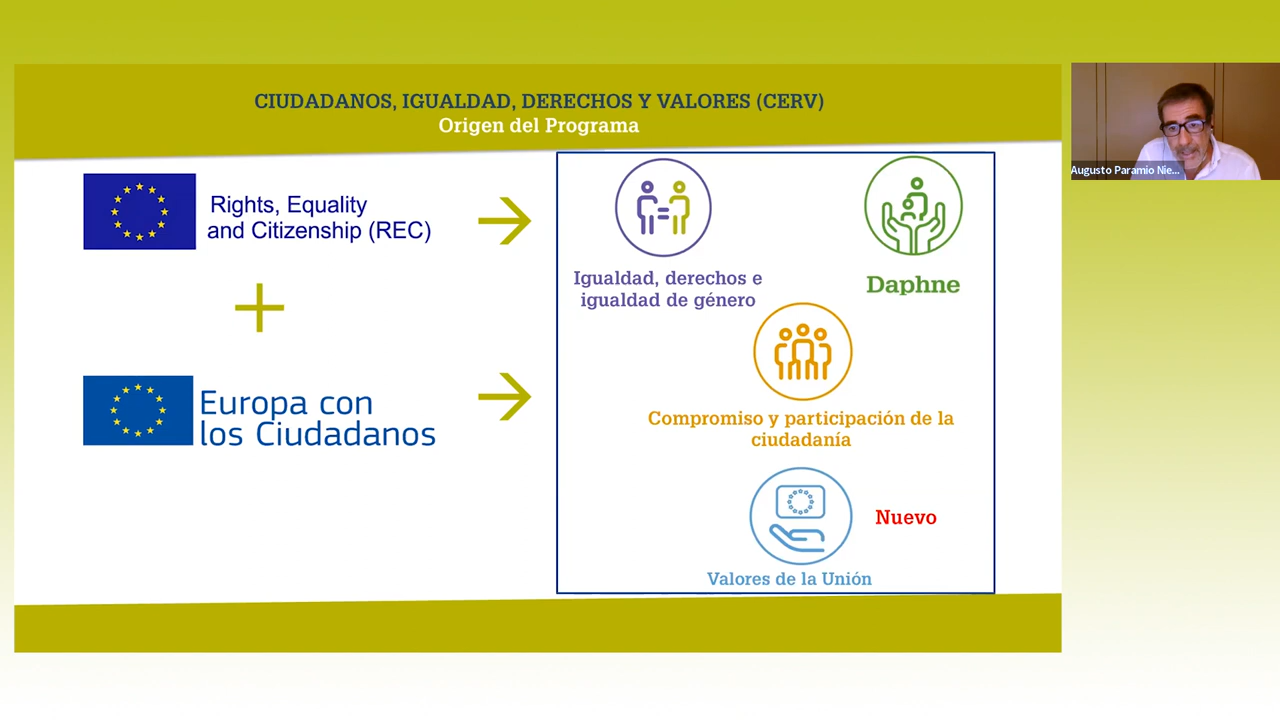 CIUDADANOS, IGUALDAD, DERECHOS Y VALORES (CERV)
Origen del Programa
Rights, Equality
and Citizenship (REC)
Europa con
los Ciudadanos
Igualdad, derechos e
igualdad de género
Daphne
Compromiso y participación de la
ciudadanía
Nuevo
Valores de la Unión
Augusto Paramio Nie...